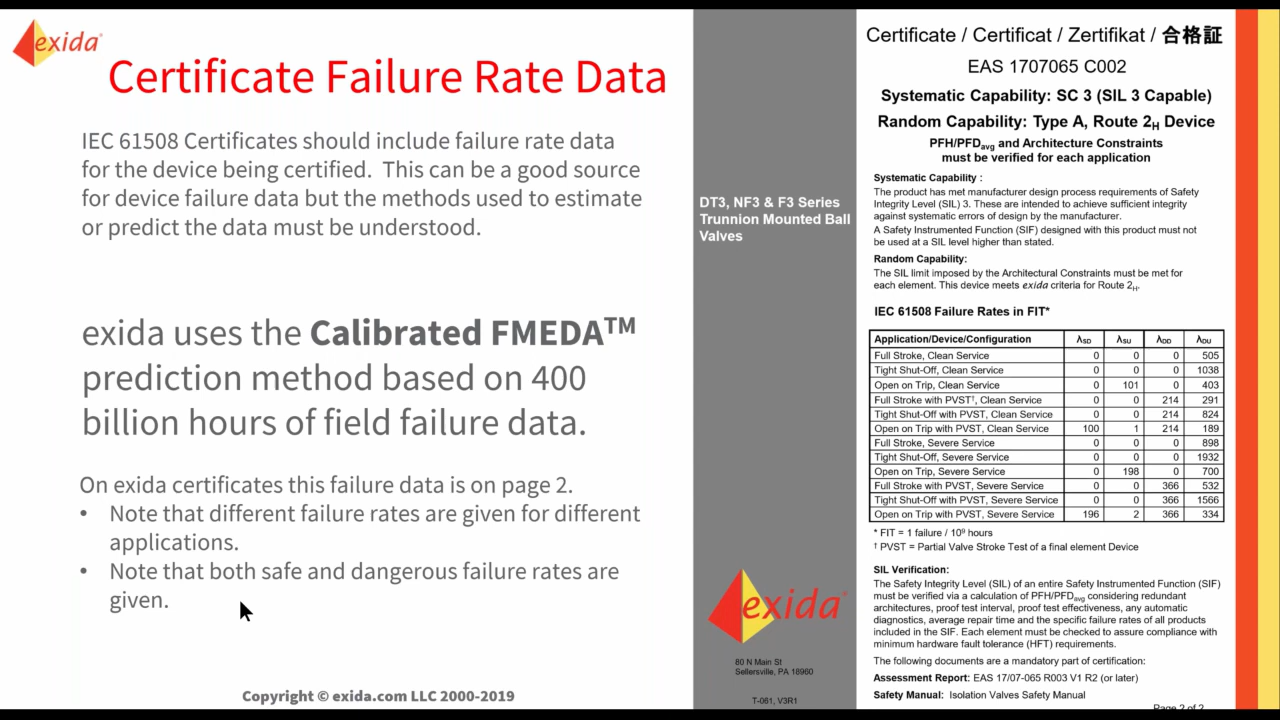 exida
Certificate Failure Rate Data
IEC 61508 Certificates should include failure rate data
for the device being certified.  This can be a good source
for device failure data but the methods used to estimate
or predict the data must be understood.
exida uses the Calibrated FMEDA™
prediction method based on 400
billion hours of field failure data.
On exida certificates this failure data is on page 2.
• Note that different failure rates are given for different
applications.
• Note that both safe and dangerous failure rates are
given.
Copyright © exida.com LLC 2000-2019
DT3, NF3 & F3 Series
Trunnion Mounted Ball
Valves
exida
80 N Main St
Sellersville, PA 18960
T-061, V3R1
Certificate / Certificat / Zertifikat / 合格証
EAS 1707065 C002
Systematic Capability: SC 3 (SIL 3 Capable)
Random Capability: Type A, Route 2H Device
PFH/PFDavg and Architecture Constraints
must be verified for each application
Systematic Capability :
The product has met manufacturer design process requirements of Safety
Integrity Level (SIL) 3. These are intended to achieve sufficient integrity
against systematic errors of design by the manufacturer.
A Safety Instrumented Function (SIF) designed with this product must not
be used at a SIL level higher than stated.
Random Capability:
The SIL limit imposed by the Architectural Constraints must be met for
each element. This device meets exida criteria for Route 2H.
IEC 61508 Failure Rates in FIT*
Application/Device/Configuration λSD λSU λDD λDU
Full Stroke, Clean Service 0 0 0 505
Tight Shut-Off, Clean Service 0 0 0 1038
Open on Trip, Clean Service 0 101 0 403
Full Stroke with PVST†, Clean Service 0 0 214 291
Tight Shut-Off with PVST, Clean Service 0 0 214 824
Open on Trip with PVST, Clean Service 100 1 214 189
Full Stroke, Severe Service 0 0 0 898
Tight Shut-Off, Severe Service 0 0 0 1932
Open on Trip, Severe Service 0 198 0 700
Full Stroke with PVST, Severe Service 0 0 366 532
Tight Shut-Off with PVST, Severe Service 0 0 366 1566
Open on Trip with PVST, Severe Service 196 2 366 334
* FIT = 1 failure / 10⁹ hours
† PVST = Partial Valve Stroke Test of a final element Device
SIL Verification:
The Safety Integrity Level (SIL) of an entire Safety Instrumented Function (SIF)
must be verified via a calculation of PFH/PFDavg considering redundant
architectures, proof test interval, proof test effectiveness, any automatic
diagnostics, average repair time and the specific failure rates of all products
included in the SIF. Each element must be checked to assure compliance with
minimum hardware fault tolerance (HFT) requirements.
The following documents are a mandatory part of certification:
Assessment Report: EAS 17/07-065 R003 V1 R2 (or later)
Safety Manual: Isolation Valves Safety Manual
Page 2 of 2